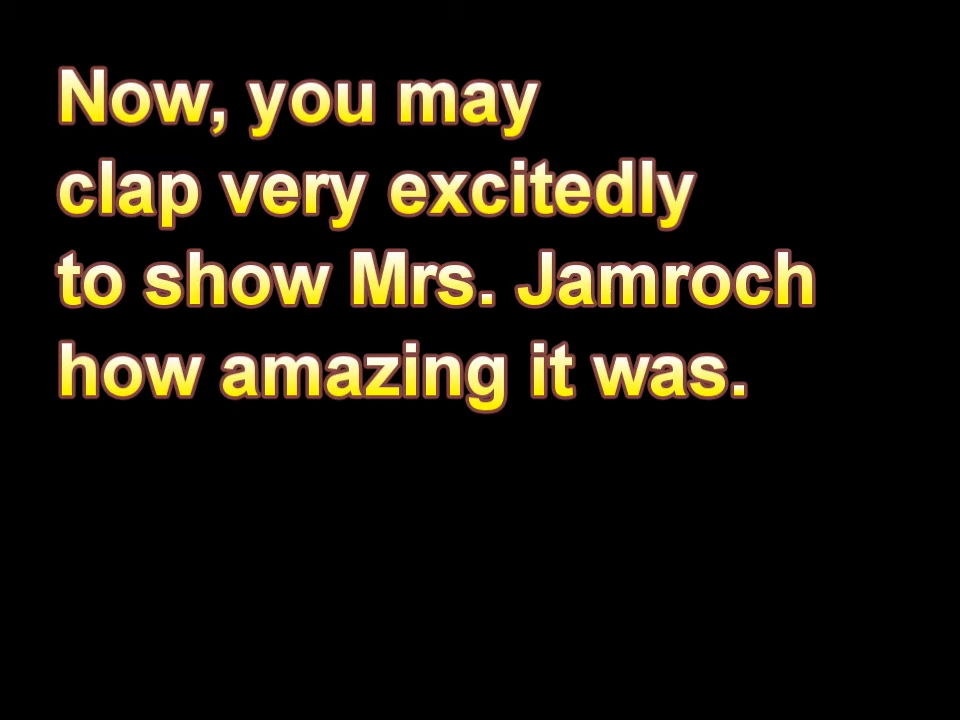 Now, you may
clap very excitedly
to show Mrs. Jamroch
how amazing it was.